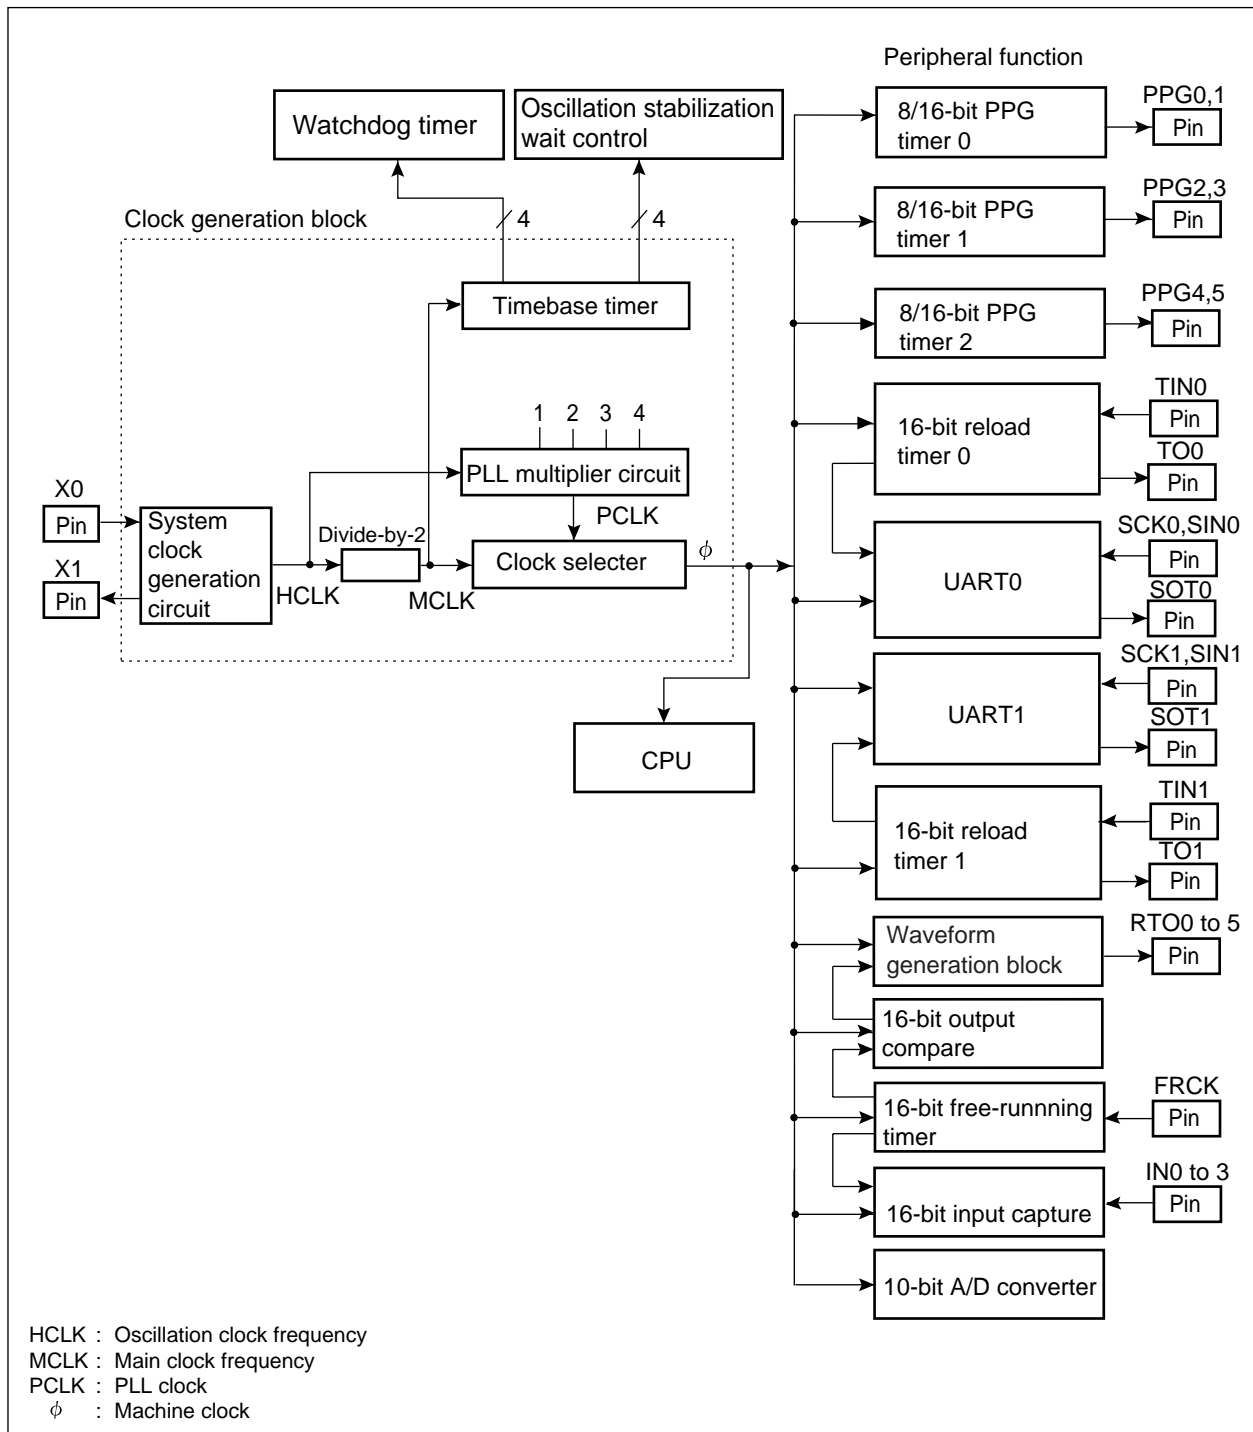 Peripheral function
Watchdog timer
Oscillation stabilization
wait control
4
4
Clock generation block
Timebase timer
1 2 3 4
PLL multiplier circuit
PCLK
X0
Pin
X1
Pin
System
clock
generation
circuit
HCLK
Divide-by-2
MCLK
Clock selecter
ϕ
CPU
8/16-bit PPG
timer 0
PPG0,1
Pin
8/16-bit PPG
timer 1
PPG2,3
Pin
8/16-bit PPG
timer 2
PPG4,5
Pin
16-bit reload
timer 0
TIN0
Pin
TO0
Pin
UART0
SCK0,SIN0
Pin
SOT0
Pin
UART1
SCK1,SIN1
Pin
SOT1
Pin
16-bit reload
timer 1
TIN1
Pin
TO1
Pin
Waveform
generation block
RTO0 to 5
Pin
16-bit output
compare
16-bit free-runnning
timer
FRCK
Pin
16-bit input capture
IN0 to 3
Pin
10-bit A/D converter
HCLK : Oscillation clock frequency
MCLK : Main clock frequency
PCLK : PLL clock
ϕ : Machine clock